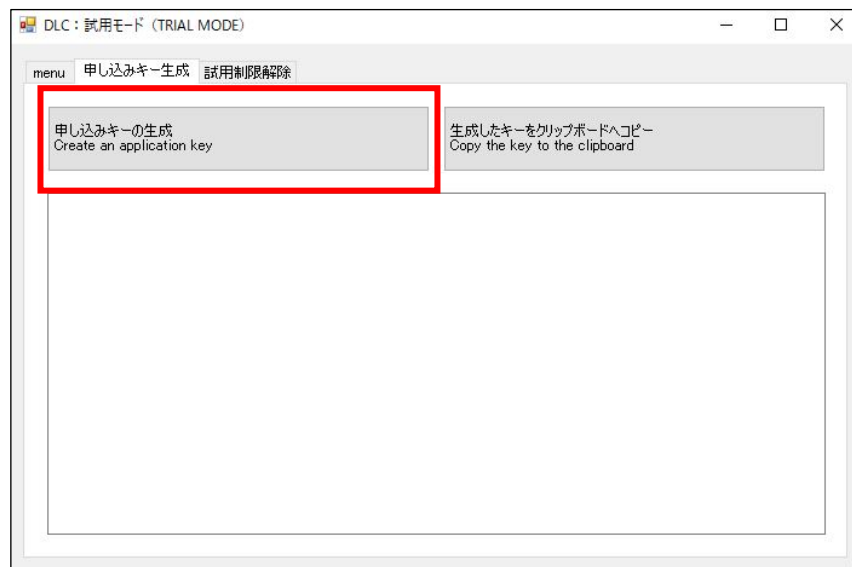 DLC：試用モード（TRIAL MODE）
menu 申し込みキー生成 試用制限解除
申し込みキーの生成
Create an application key
生成したキーをクリップボードへコピー
Copy the key to the clipboard